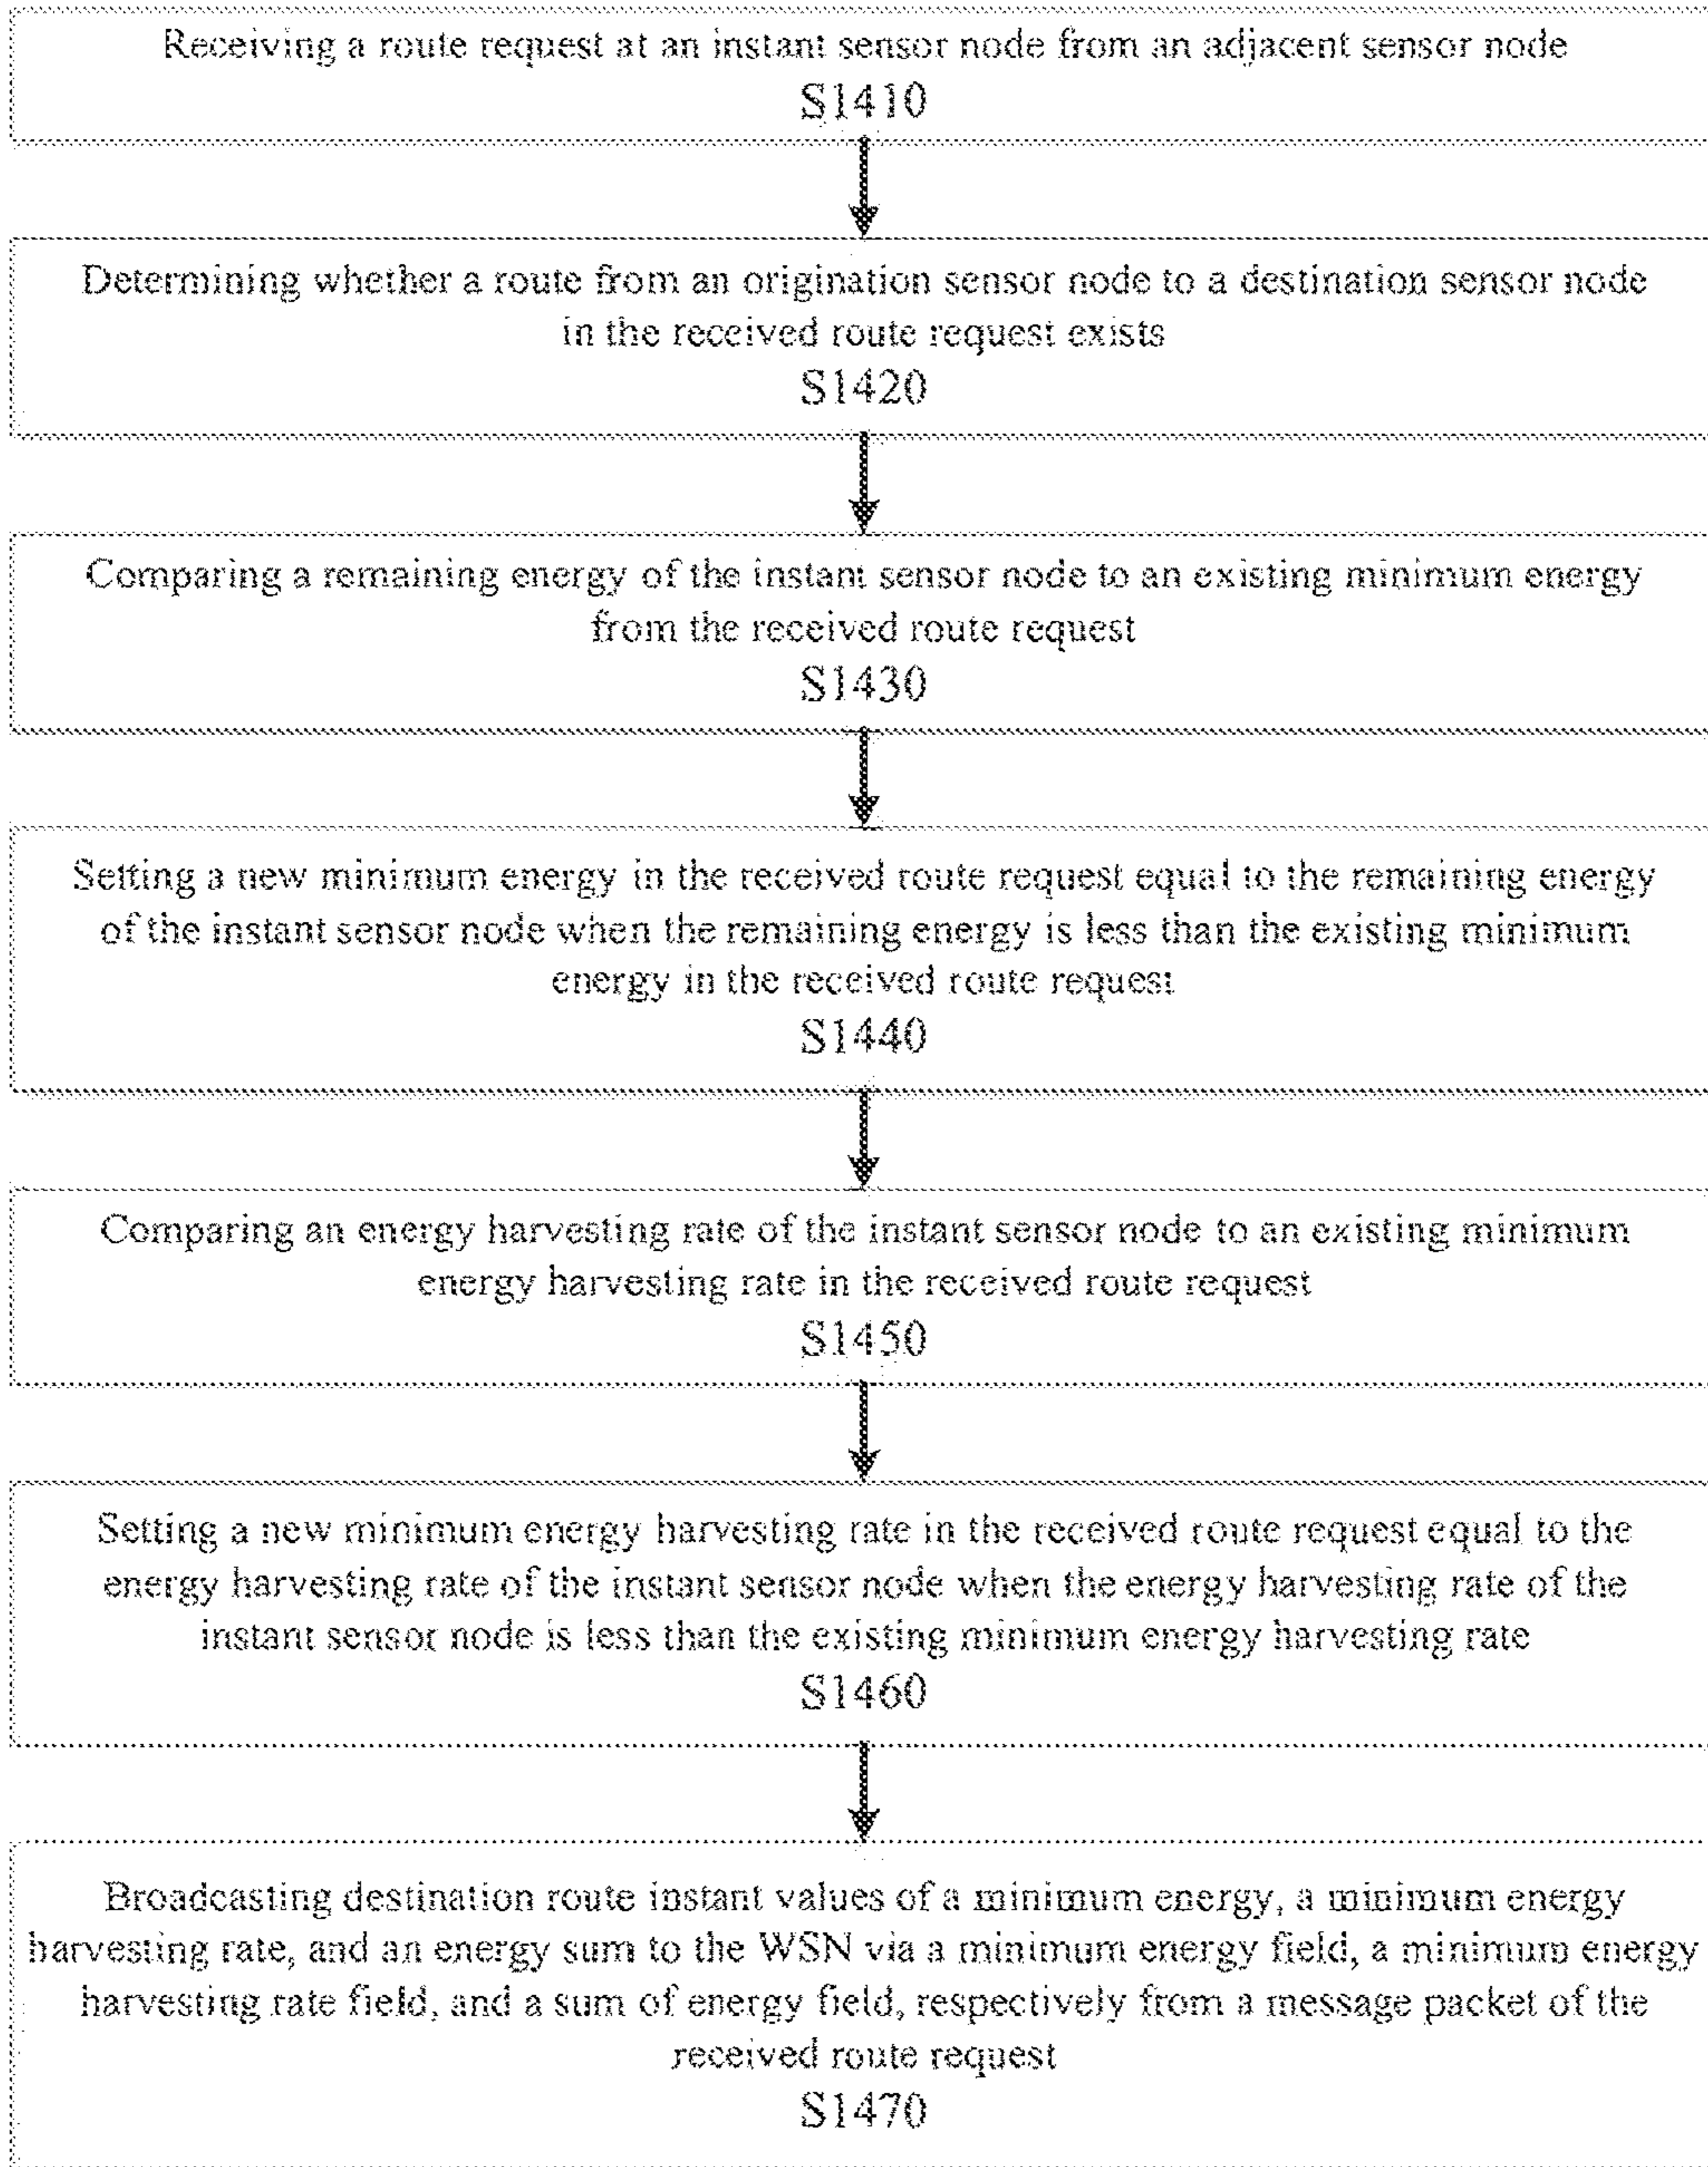 Receiving a route request at an instant sensor node from an adjacent sensor node
S1410
Determining whether a route from an origination sensor node to a destination sensor node
in the received route request exists
S1420
Comparing a remaining energy of the instant sensor node to an existing minimum energy
from the received route request
S1430
Setting a new minimum energy in the received route request equal to the remaining energy
of the instant sensor node when the remaining energy is less than the existing minimum
energy in the received route request
S1440
Comparing an energy harvesting rate of the instant sensor node to an existing minimum
energy harvesting rate in the received route request
S1450
Setting a new minimum energy harvesting rate in the received route request equal to the
energy harvesting rate of the instant sensor node when the energy harvesting rate of the
instant sensor node is less than the existing minimum energy harvesting rate
S1460
Broadcasting destination route instant values of a minimum energy, a minimum energy
harvesting rate, and an energy sum to the WSN via a minimum energy field, a minimum energy
harvesting rate field, and a sum of energy field, respectively from a message packet of the
received route request
S1470